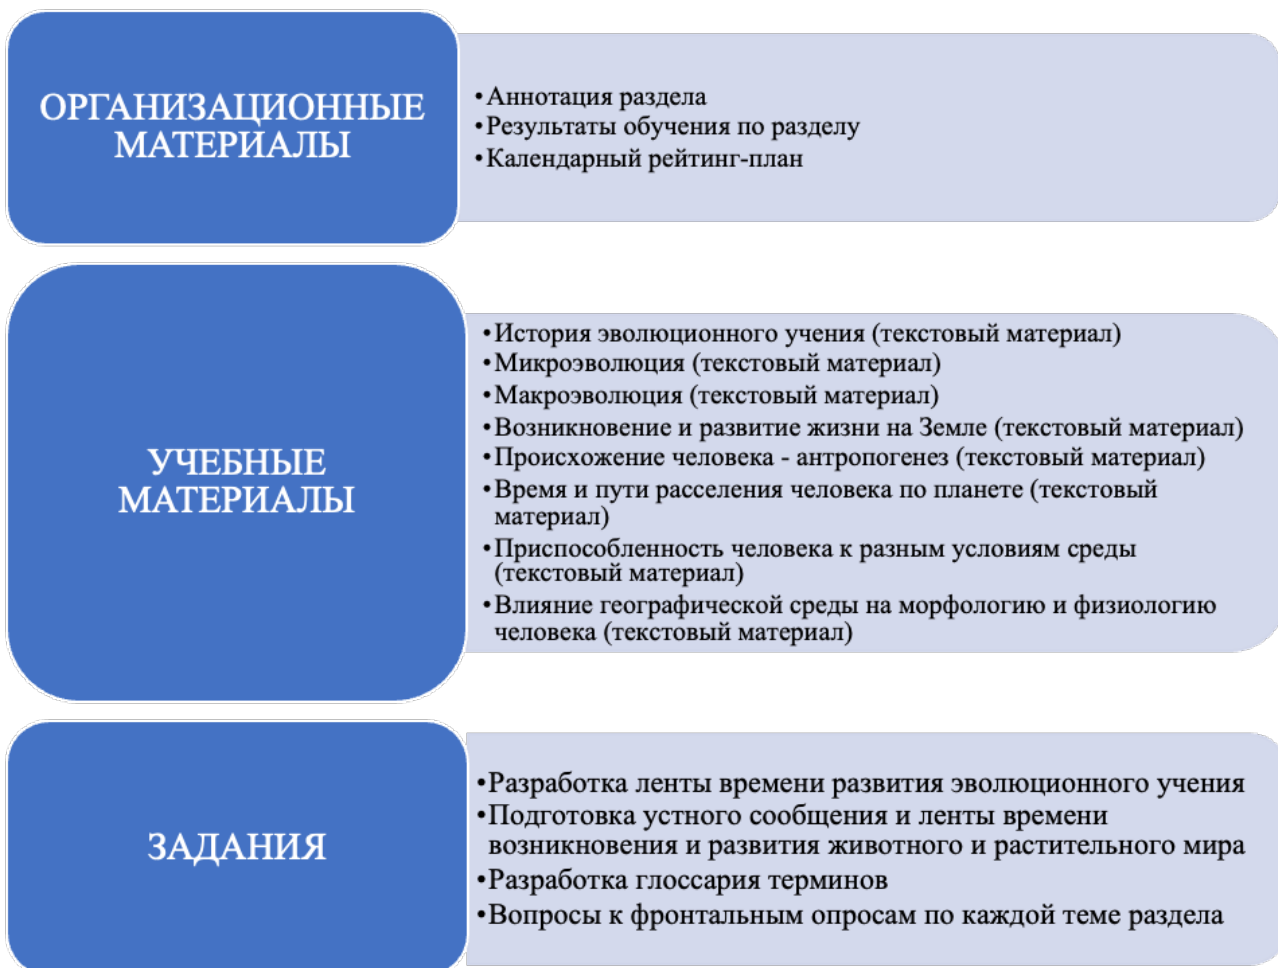 ОРГАНИЗАЦИОННЫЕ
МАТЕРИАЛЫ
•Аннотация раздела
•Результаты обучения по разделу
•Календарный рейтинг-план
УЧЕБНЫЕ
МАТЕРИАЛЫ
•История эволюционного учения (текстовый материал)
•Микроэволюция (текстовый материал)
•Макроэволюция (текстовый материал)
•Возникновение и развитие жизни на Земле (текстовый материал)
•Происхожение человека - антропогенез (текстовый материал)
•Время и пути расселения человека по планете (текстовый
материал)
•Приспособленность человека к разным условиям среды
(текстовый материал)
•Влияние географической среды на морфологию и физиологию
человека (текстовый материал)
ЗАДАНИЯ
•Разработка ленты времени развития эволюционного учения
•Подготовка устного сообщения и ленты времени
возникновения и развития животного и растительного мира
•Разработка глоссария терминов
•Вопросы к фронтальным опросам по каждой теме раздела